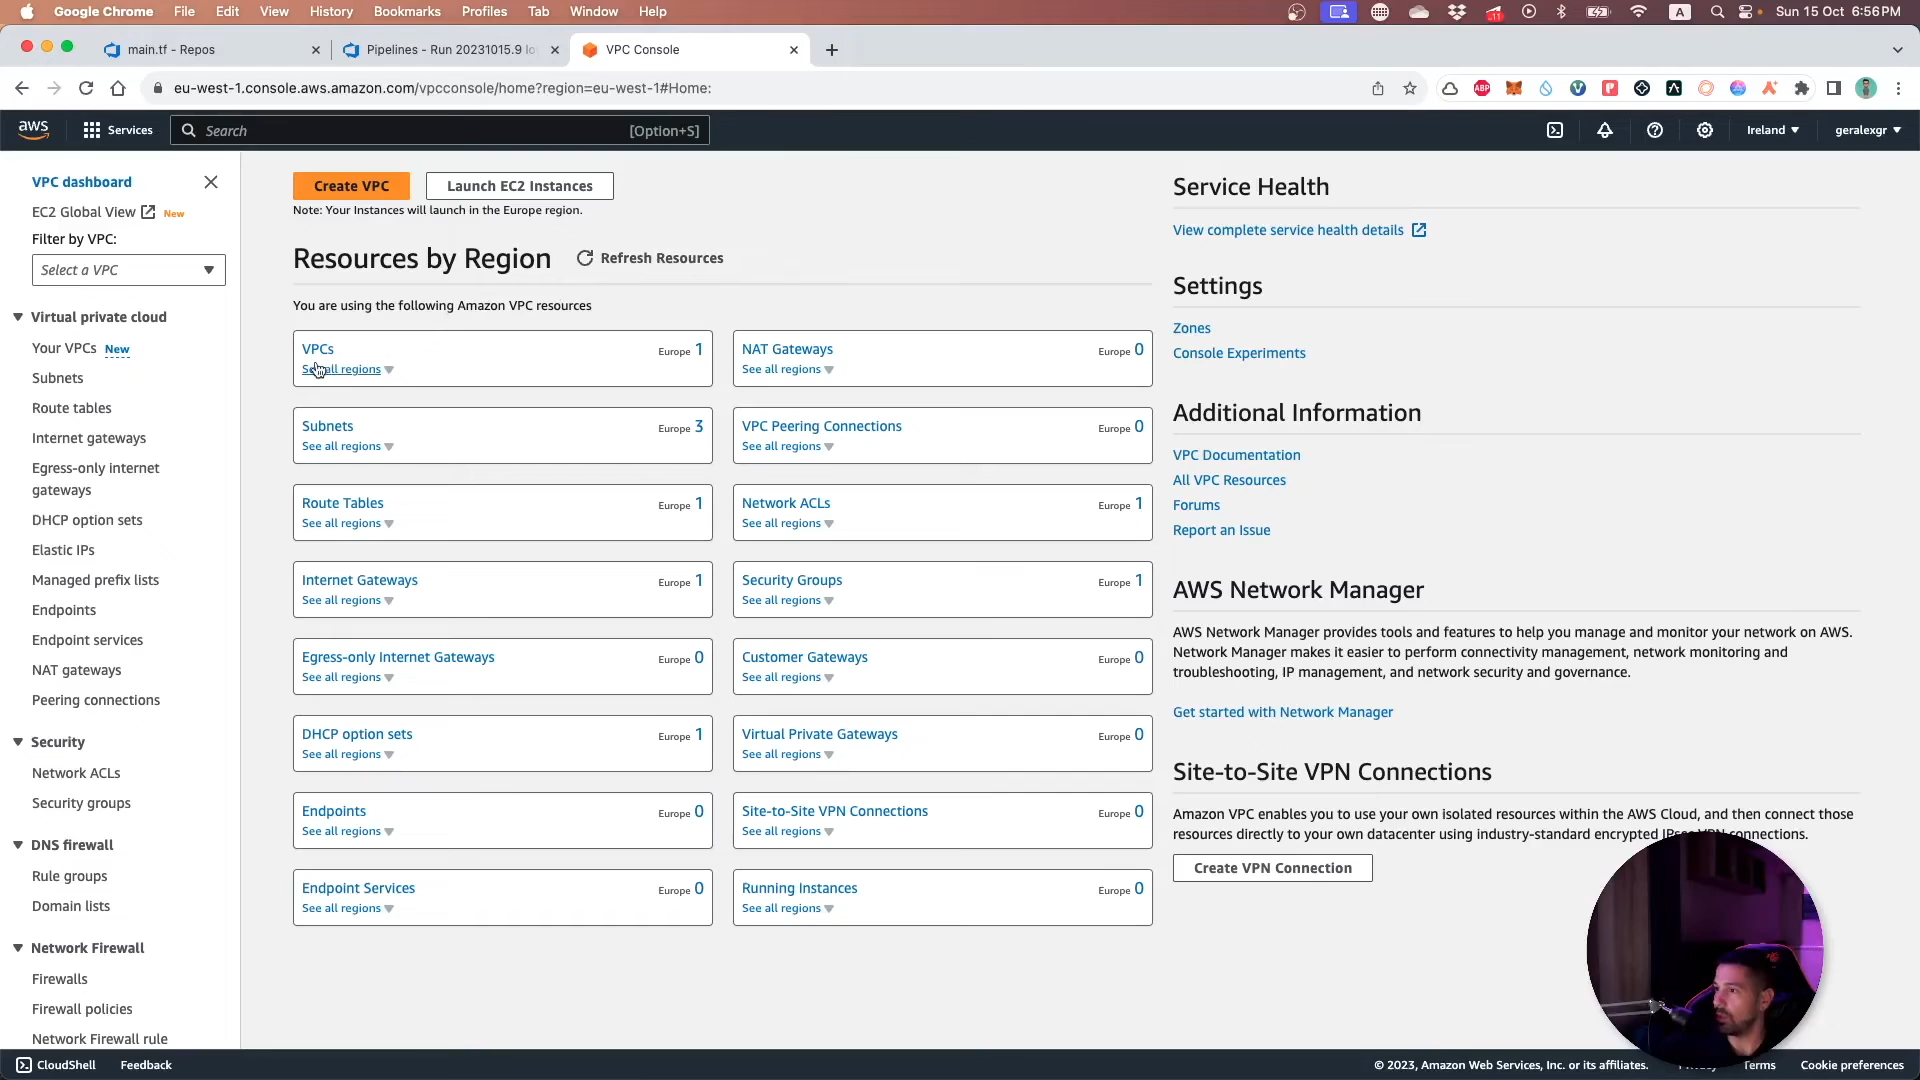 Google Chrome File Edit View History Bookmarks Profiles Tab Window Help
11 A Sun 15 Oct 6:56PM
main.tf - Repos
Pipelines - Run 20231015.9 lo
VPC Console
eu-west-1.console.aws.amazon.com/vpcconsole/home?region=eu-west-1#Home:
ABP
aws Services Search [Option+S] Ireland geralexgr
VPC dashboard
EC2 Global View New
Filter by VPC:
Select a VPC
Virtual private cloud
Your VPCs New
Subnets
Route tables
Internet gateways
Egress-only internet
gateways
DHCP option sets
Elastic IPs
Managed prefix lists
Endpoints
Endpoint services
NAT gateways
Peering connections
Security
Network ACLs
Security groups
DNS firewall
Rule groups
Domain lists
Network Firewall
Firewalls
Firewall policies
Network Firewall rule
Create VPC Launch EC2 Instances
Note: Your Instances will launch in the Europe region.
Resources by Region Refresh Resources
You are using the following Amazon VPC resources
VPCs Europe 1
See all regions
NAT Gateways Europe 0
See all regions
Subnets Europe 3
See all regions
VPC Peering Connections Europe 0
See all regions
Route Tables Europe 1
See all regions
Network ACLs Europe 1
See all regions
Internet Gateways Europe 1
See all regions
Security Groups Europe 1
See all regions
Egress-only Internet Gateways Europe 0
See all regions
Customer Gateways Europe 0
See all regions
DHCP option sets Europe 1
See all regions
Virtual Private Gateways Europe 0
See all regions
Endpoints Europe 0
See all regions
Site-to-Site VPN Connections Europe 0
See all regions
Endpoint Services Europe 0
See all regions
Running Instances Europe 0
See all regions
Service Health
View complete service health details
Settings
Zones
Console Experiments
Additional Information
VPC Documentation
All VPC Resources
Forums
Report an Issue
AWS Network Manager
AWS Network Manager provides tools and features to help you manage and monitor your network on AWS.
Network Manager makes it easier to perform connectivity management, network monitoring and
troubleshooting, IP management, and network security and governance.
Get started with Network Manager
Site-to-Site VPN Connections
Amazon VPC enables you to use your own isolated resources within the AWS Cloud, and then connect those
resources directly to your own datacenter using industry-standard encrypted IPsec VPN connections.
Create VPN Connection
CloudShell Feedback
© 2023, Amazon Web Services, Inc. or its affiliates. Terms Cookie preferences